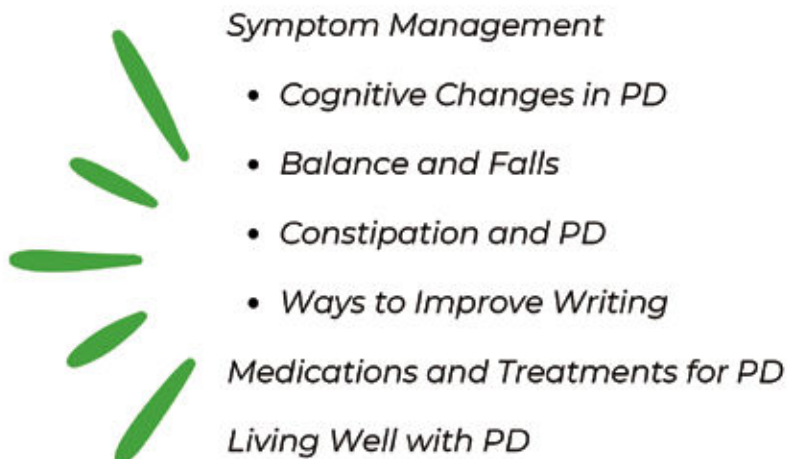 Symptom Management
• Cognitive Changes in PD
• Balance and Falls
• Constipation and PD
• Ways to Improve Writing
Medications and Treatments for PD
Living Well with PD